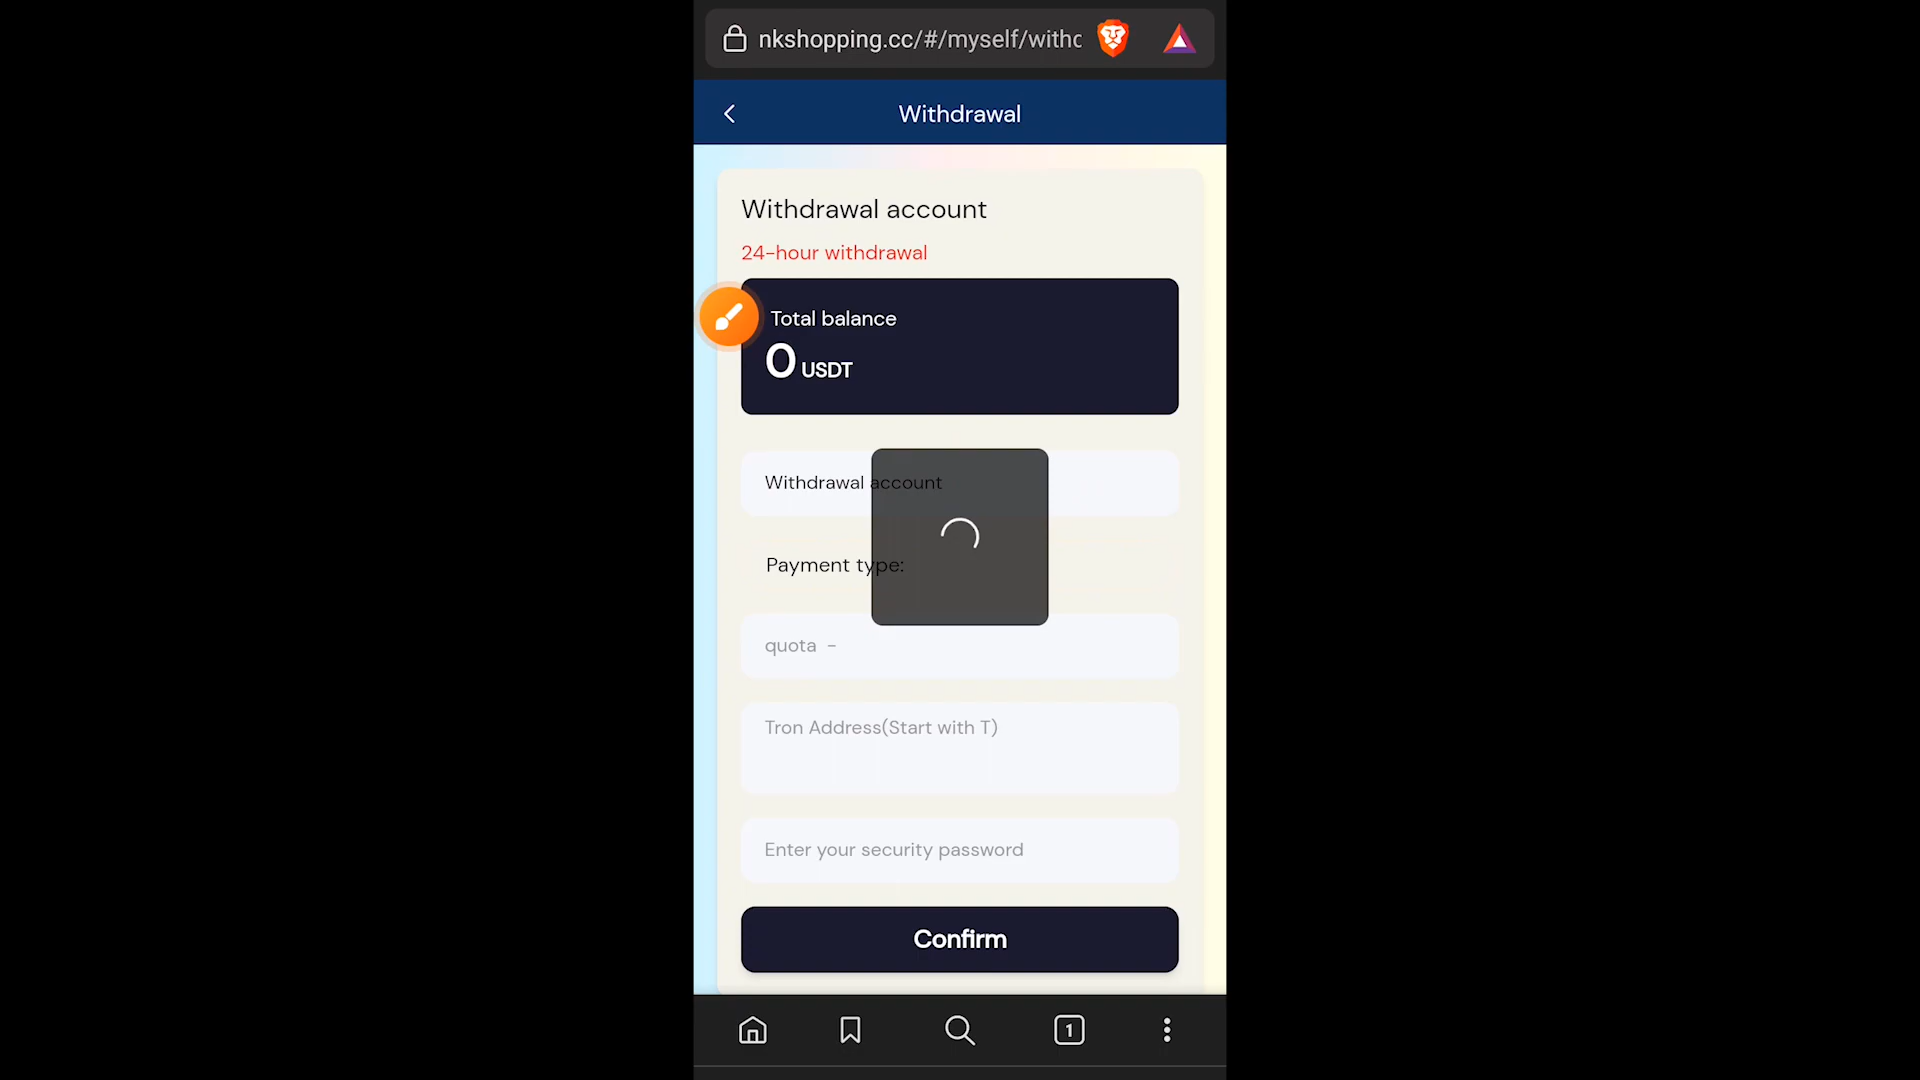 nkshopping.cc/#/myself/withc
Withdrawal
Withdrawal account
24-hour withdrawal
Total balance
0 USDT
Withdrawal account
Payment type:
quota -
Tron Address(Start with T)
Enter your security password
Confirm
1